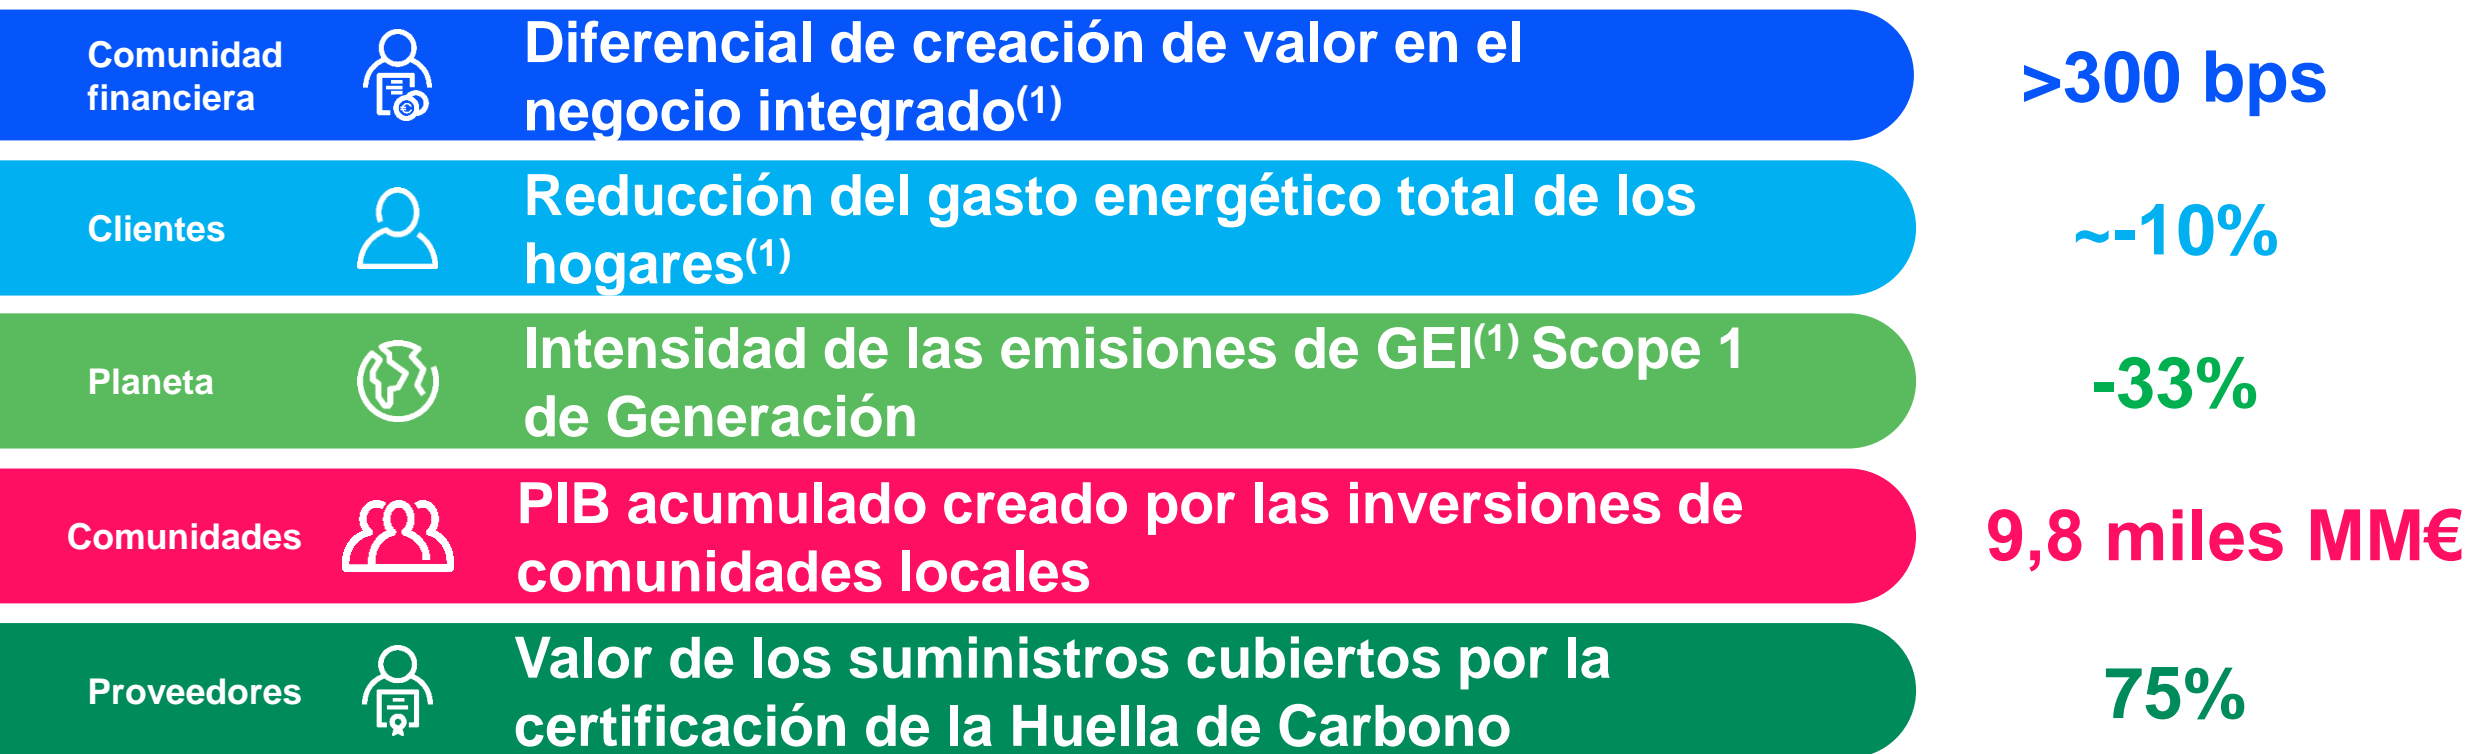 Comunidad
financiera
Diferencial de creación de valor en el
negocio integrado(1)
>300 bps
Clientes
Reducción del gasto energético total de los
hogares(1)
~-10%
Planeta
Intensidad de las emisiones de GEI(1) Scope 1
de Generación
-33%
Comunidades
PIB acumulado creado por las inversiones de
comunidades locales
9,8 miles MM€
Proveedores
Valor de los suministros cubiertos por la
certificación de la Huella de Carbono
75%